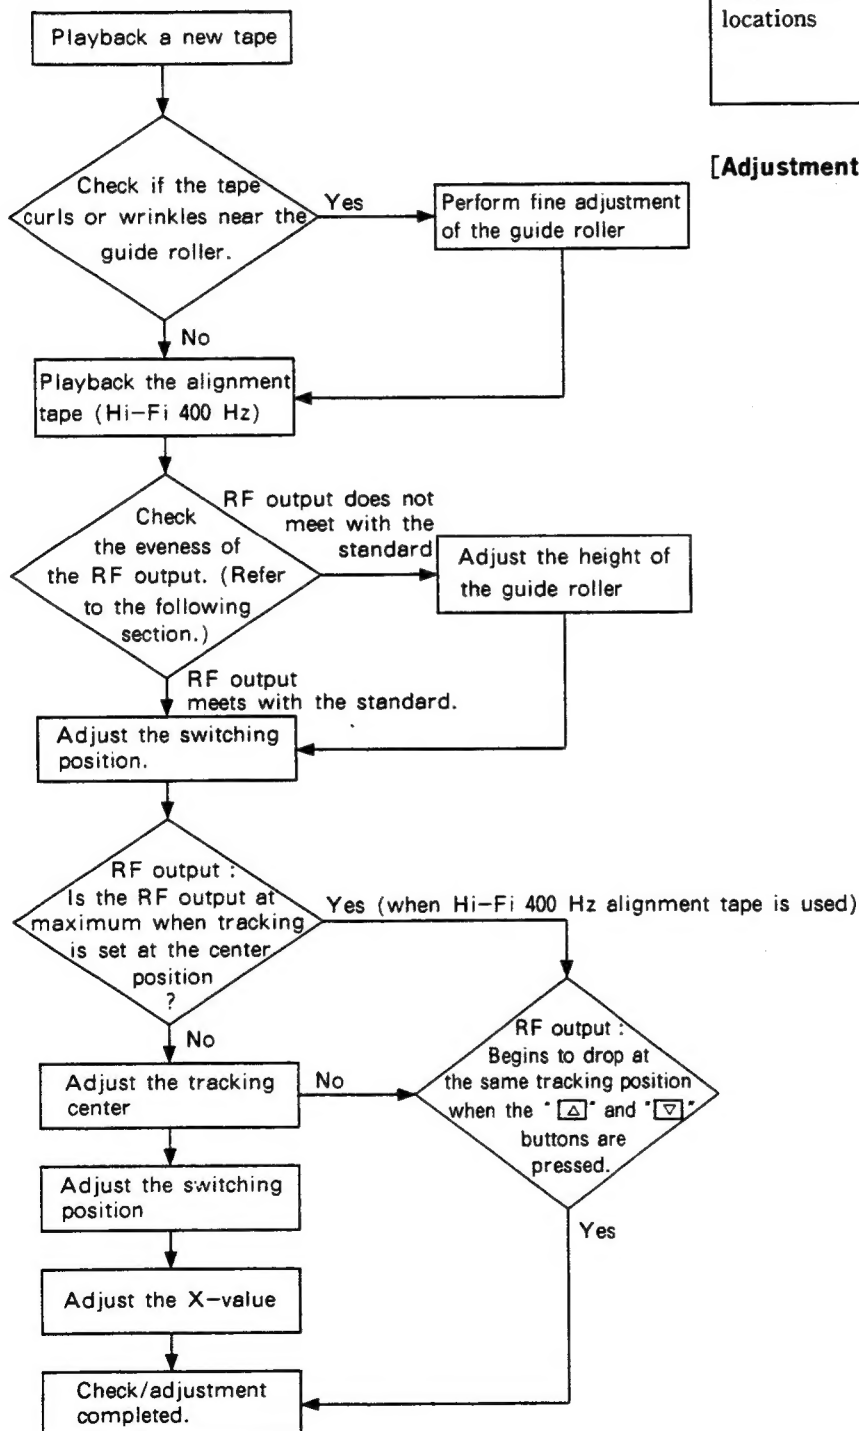 locations
[Adjustment
Playback a new tape
Check if the tape
curls or wrinkles near the
guide roller.
Yes
Perform fine adjustment
of the guide roller
No
Playback the alignment
tape (Hi-Fi 400 Hz)
Check
the eveness of
the RF output. (Refer
to the following
section.)
RF output does not
meet with the
standard
Adjust the height of
the guide roller
RF output
meets with the standard.
Adjust the switching
position.
RF output :
Is the RF output at
maximum when tracking
is set at the center
position
?
Yes (when Hi-Fi 400 Hz alignment tape is used)
No
RF output :
Begins to drop at
the same tracking position
when the "△" and "▽"
buttons are
pressed.
Adjust the tracking
center
No
Adjust the switching
position
Yes
Adjust the X-value
Check/adjustment
completed.